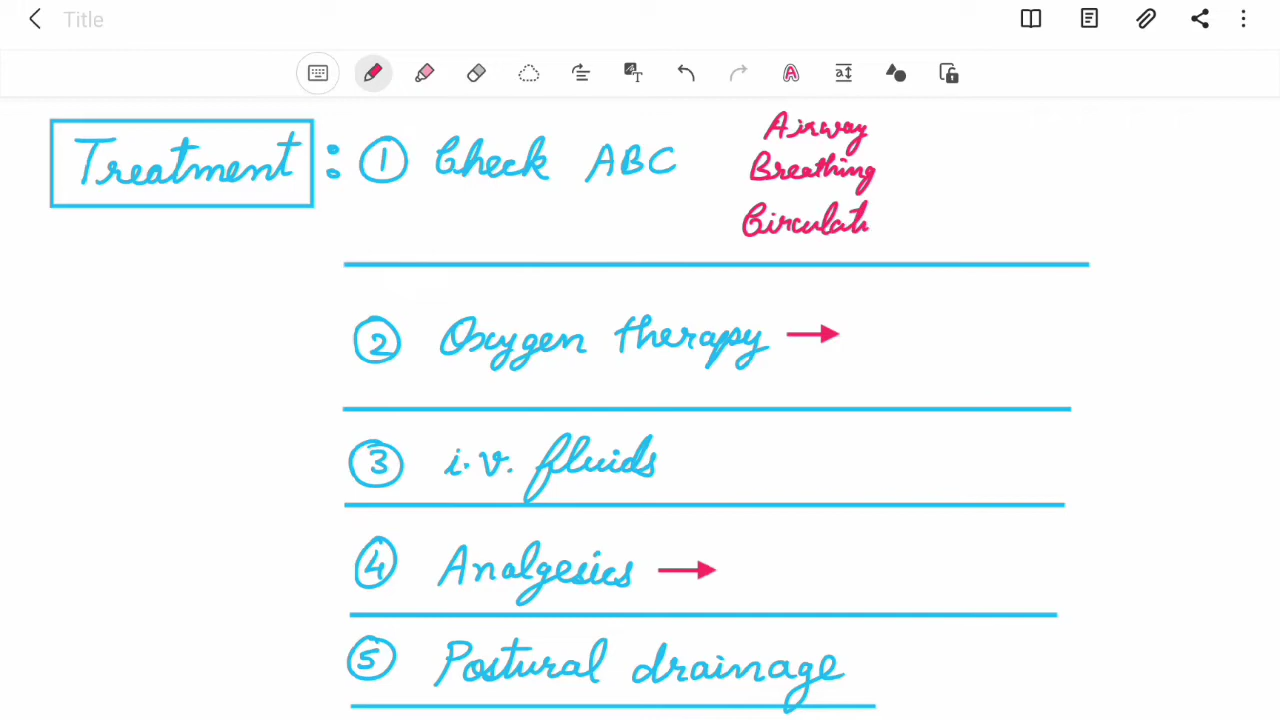 Title
Treatment : ① Check ABC
Airway
Breathing
Circulati
② Oxygen therapy →
③ i.v. fluids
④ Analgesics →
⑤ Postural drainage